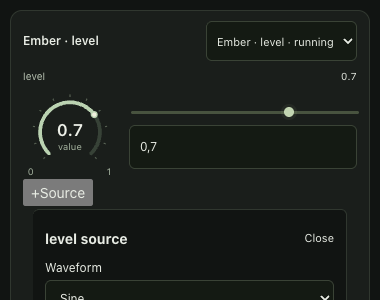 Ember · level
Ember · level · running
level
0.7
0.7
value
0
1
0,7
+Source
level source
Close
Waveform
Sine